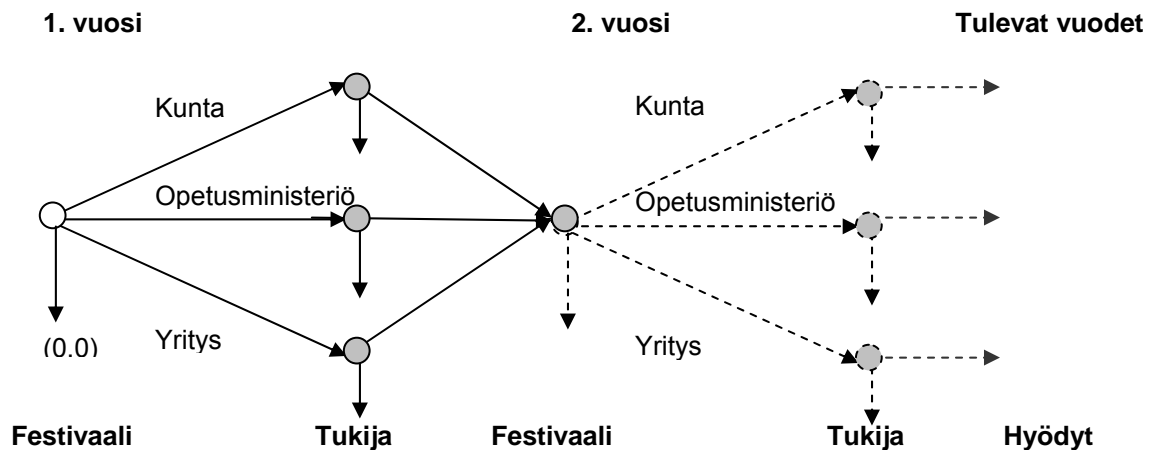 1. vuosi 2. vuosi Tulevat vuodet
Kunta Kunta
Opetusministeriö Opetusministeriö
Yritys Yritys
(0.0)
Festivaali Tukija Festivaali Tukija Hyödyt